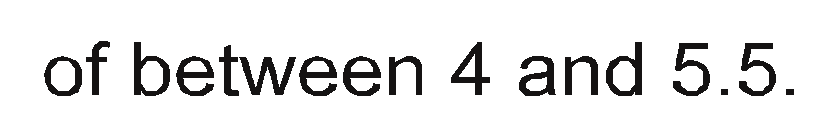 of between 4 and 5.5.